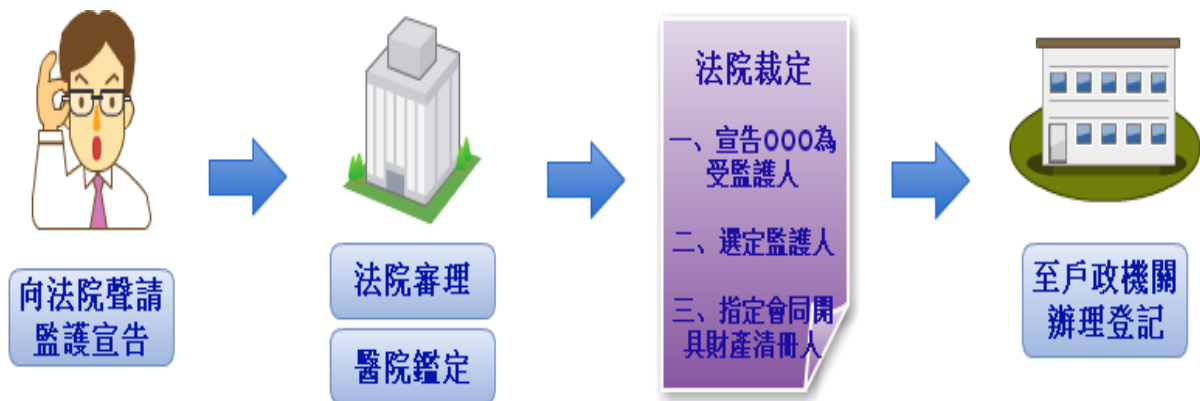 向法院聲請
監護宣告
法院審理
醫院鑑定
法院裁定
一、宣告OOO為
受監護人
二、選定監護人
三、指定會同開
具財產清冊人
至戶政機關
辦理登記